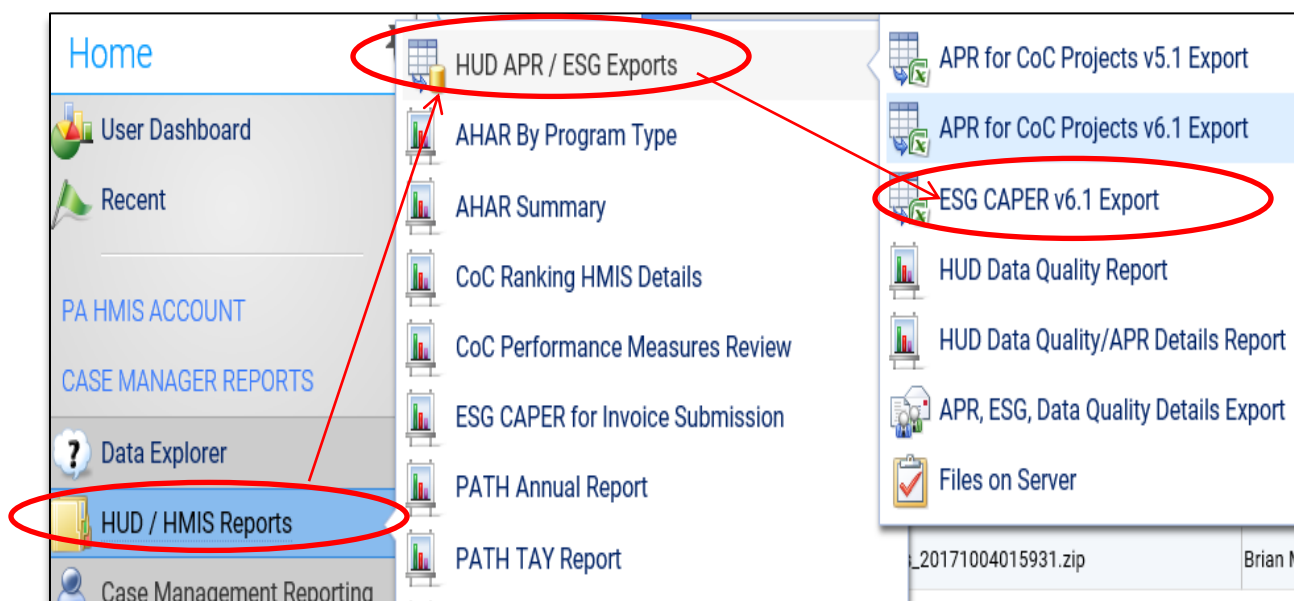 Home
User Dashboard
Recent
PA HMIS ACCOUNT
CASE MANAGER REPORTS
Data Explorer
HUD / HMIS Reports
Case Management Reporting
HUD APR / ESG Exports
AHAR By Program Type
AHAR Summary
CoC Ranking HMIS Details
CoC Performance Measures Review
ESG CAPER for Invoice Submission
PATH Annual Report
PATH TAY Report
APR for CoC Projects v5.1 Export
APR for CoC Projects v6.1 Export
ESG CAPER v6.1 Export
HUD Data Quality Report
HUD Data Quality/APR Details Report
APR, ESG, Data Quality Details Export
Files on Server
_20171004015931.zip
Brian